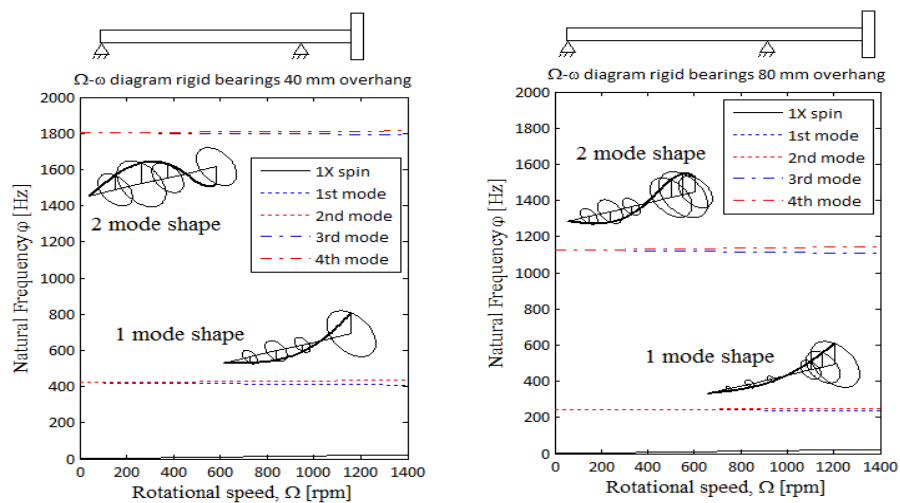 Ω-ω diagram rigid bearings 40 mm overhang
2000
1800
1600
1400
1200
1000
800
600
400
200
0
Natural Frequency φ [Hz]
2 mode shape
1X spin
1st mode
2nd mode
3rd mode
4th mode
1 mode shape
0 200 400 600 800 1000 1200 1400
Rotational speed, Ω [rpm]
Ω-ω diagram rigid bearings 80 mm overhang
2000
1800
1600
1400
1200
1000
800
600
400
200
0
Natural Frequency φ [Hz]
2 mode shape
1X spin
1st mode
2nd mode
3rd mode
4th mode
1 mode shape
0 200 400 600 800 1000 1200 1400
Rotational speed, Ω [rpm]